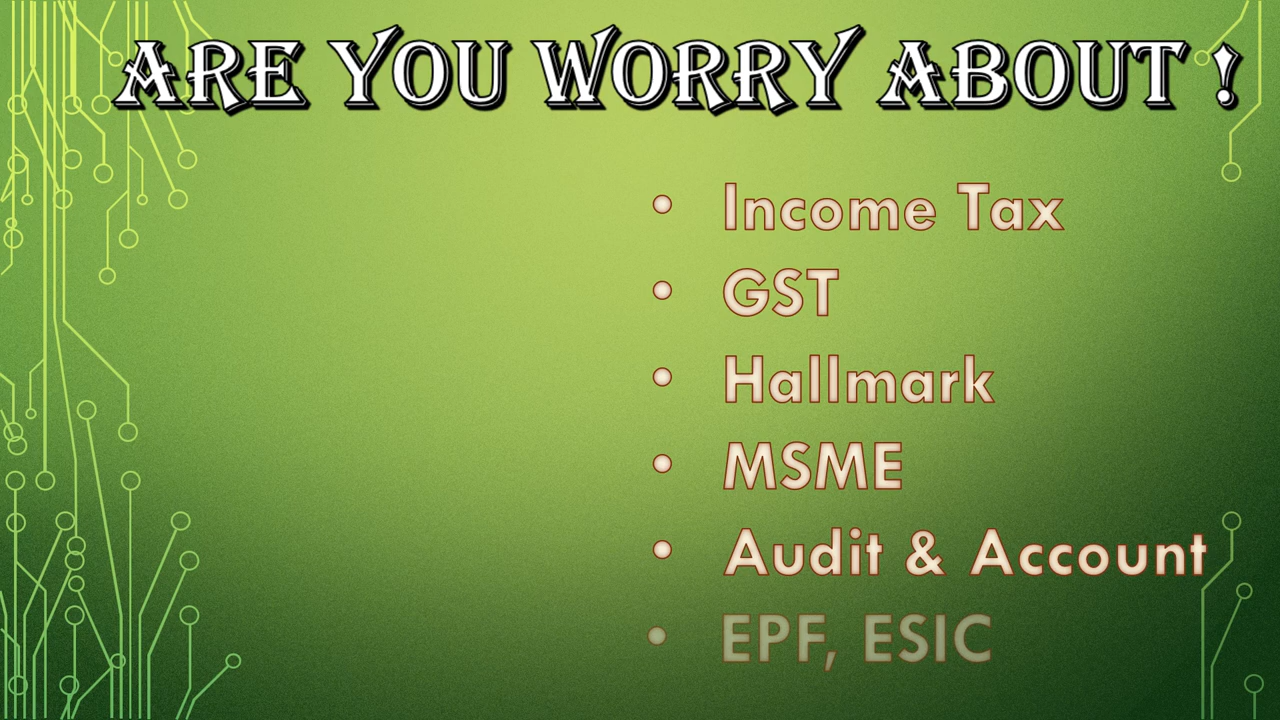 ARE YOU WORRY ABOUT !
• Income Tax
• GST
• Hallmark
• MSME
• Audit & Account
• EPF, ESIC